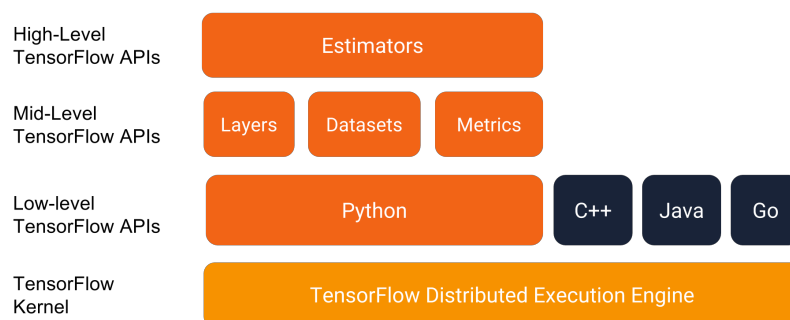 High-Level
TensorFlow APIs
Estimators
Mid-Level
TensorFlow APIs
Layers
Datasets
Metrics
Low-level
TensorFlow APIs
Python
C++
Java
Go
TensorFlow
Kernel
TensorFlow Distributed Execution Engine